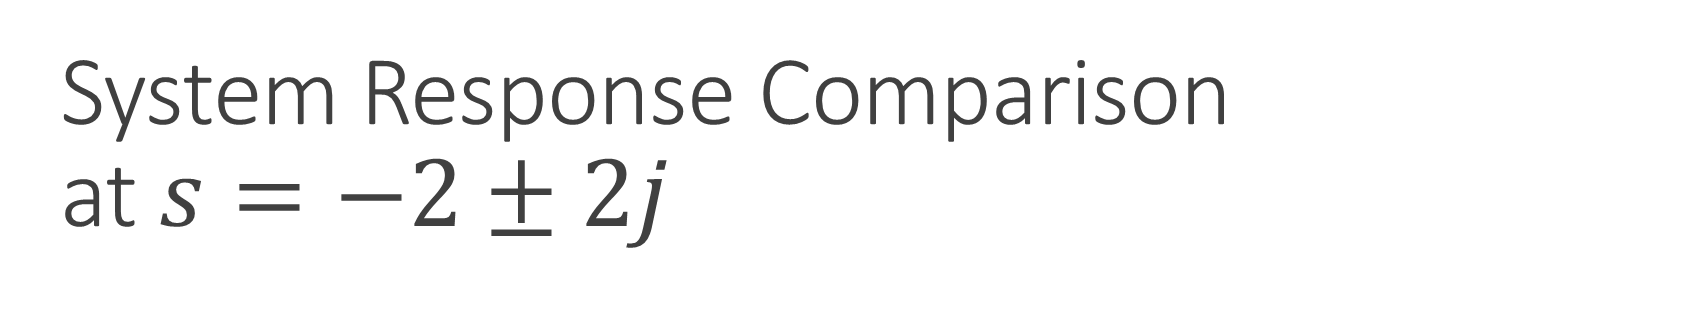 System Response Comparison
at s = −2 ± 2j